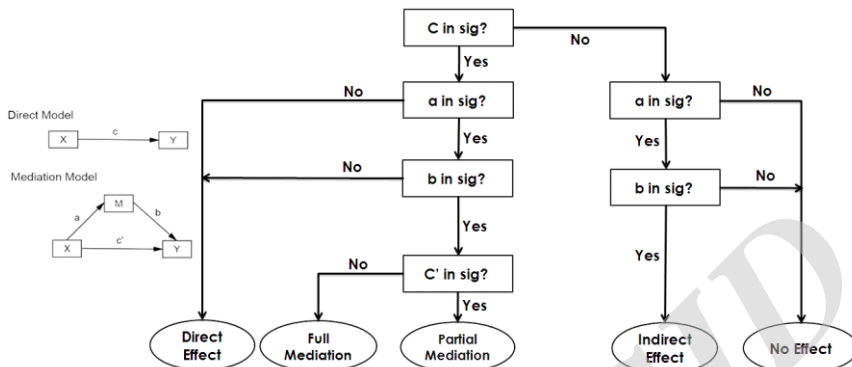 C in sig?
No
Yes
No
a in sig?
a in sig?
No
Direct Model
X
c
Y
Yes
Yes
Mediation Model
No
b in sig?
b in sig?
No
M
a
b
X
c'
Y
Yes
Yes
No
C' in sig?
Yes
Direct
Effect
Full
Mediation
Partial
Mediation
Indirect
Effect
No Effect